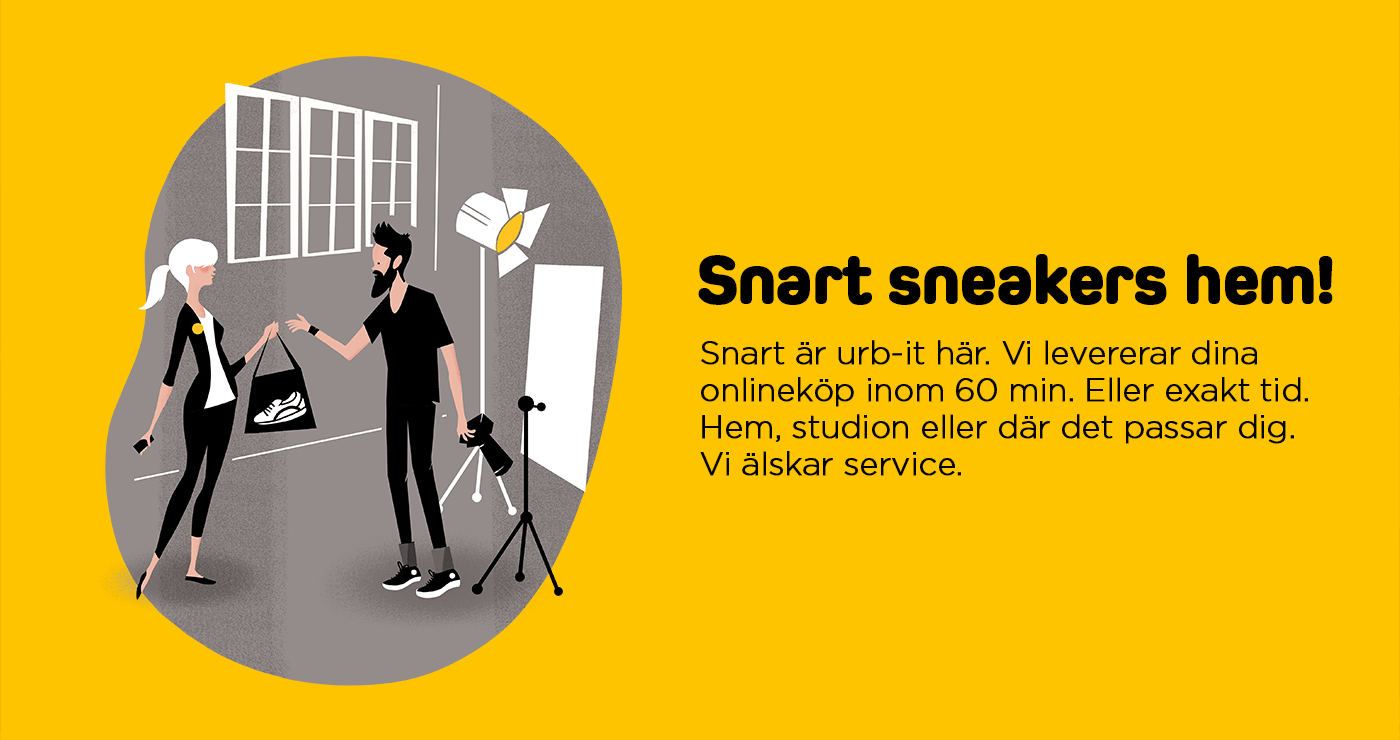 Snart sneakers hem!
Snart är urb-it här. Vi levererar dina
onlineköp inom 60 min. Eller exakt tid.
Hem, studion eller där det passar dig.
Vi älskar service.